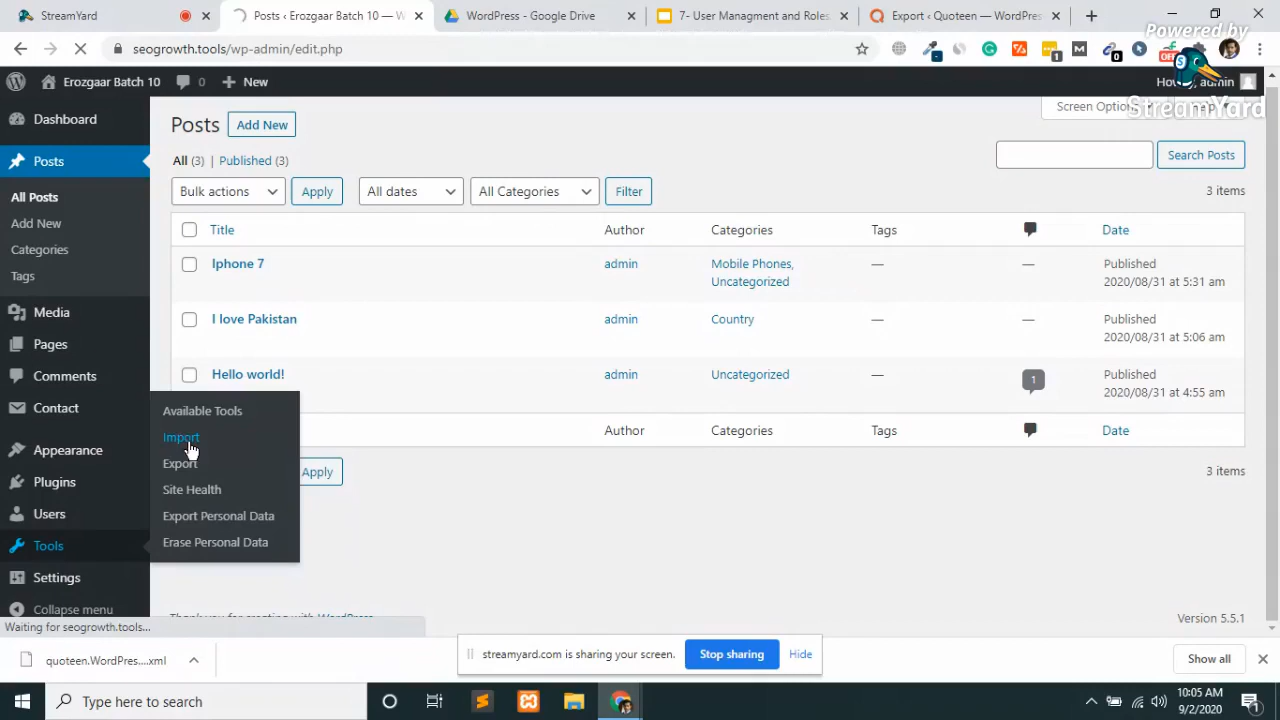 StreamYard
Posts ‹ Erozgaar Batch 10 — W
WordPress - Google Drive
7- User Managment and Roles
Export ‹ Quoteen — WordPres
Powered by
StreamYard
seogrowth.tools/wp-admin/edit.php
1
0
OFF
Erozgaar Batch 10
0
New
admin
Dashboard
Posts
All Posts
Add New
Categories
Tags
Media
Pages
Comments
Contact
Appearance
Plugins
Users
Tools
Settings
Collapse menu
Available Tools
Import
Export
Site Health
Export Personal Data
Erase Personal Data
Posts
Add New
All (3) | Published (3)
Search Posts
Bulk actions
Apply
All dates
All Categories
Filter
3 items
Title
Author
Categories
Tags
Date
Iphone 7
admin
Mobile Phones,
Uncategorized
—
—
Published
2020/08/31 at 5:31 am
I love Pakistan
admin
Country
—
—
Published
2020/08/31 at 5:06 am
Hello world!
admin
Uncategorized
—
1
Published
2020/08/31 at 4:55 am
Author
Categories
Tags
Date
Apply
3 items
Version 5.5.1
Waiting for seogrowth.tools...
quoteen.WordPres....xml
streamyard.com is sharing your screen.
Stop sharing
Hide
Show all
Type here to search
10:05 AM
9/2/2020
1